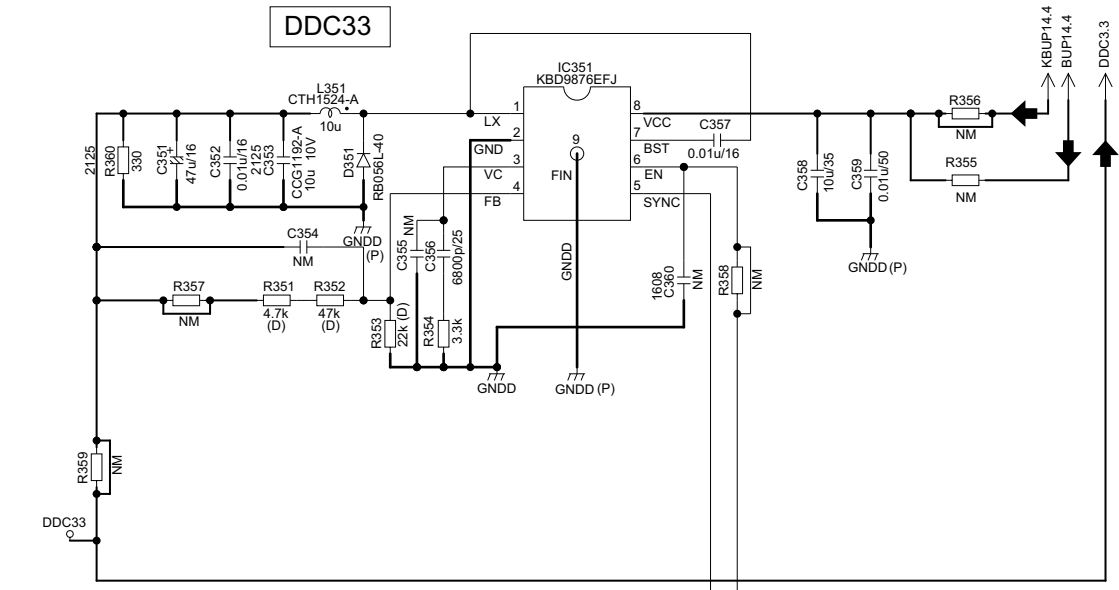 DDC33
KBUP14.4
BUP14.4
DDC3.3
IC351
KBD9876EFJ
L351
CTH1524-A
10u
1
LX
2
GND
3
VC
4
FB
8
VCC
7
BST
6
EN
5
SYNC
9
FIN
C357
0.01u/16
R356
NM
R355
NM
C358
10u/35
C359
0.01u/50
GNDD (P)
2125
R360
330
C351
+
47u/16
C352
0.01u/16
2125
C353
CCG1192-A
10u 10V
D351
RB056L-40
GNDD
(P)
C354
NM
R357
NM
R351
4.7k
(D)
R352
47k
(D)
R353
22k (D)
C355
NM
C356
6800p/25
R354
3.3k
GNDD
GNDD
GNDD (P)
1608
C360
NM
R358
NM
R359
NM
DDC33